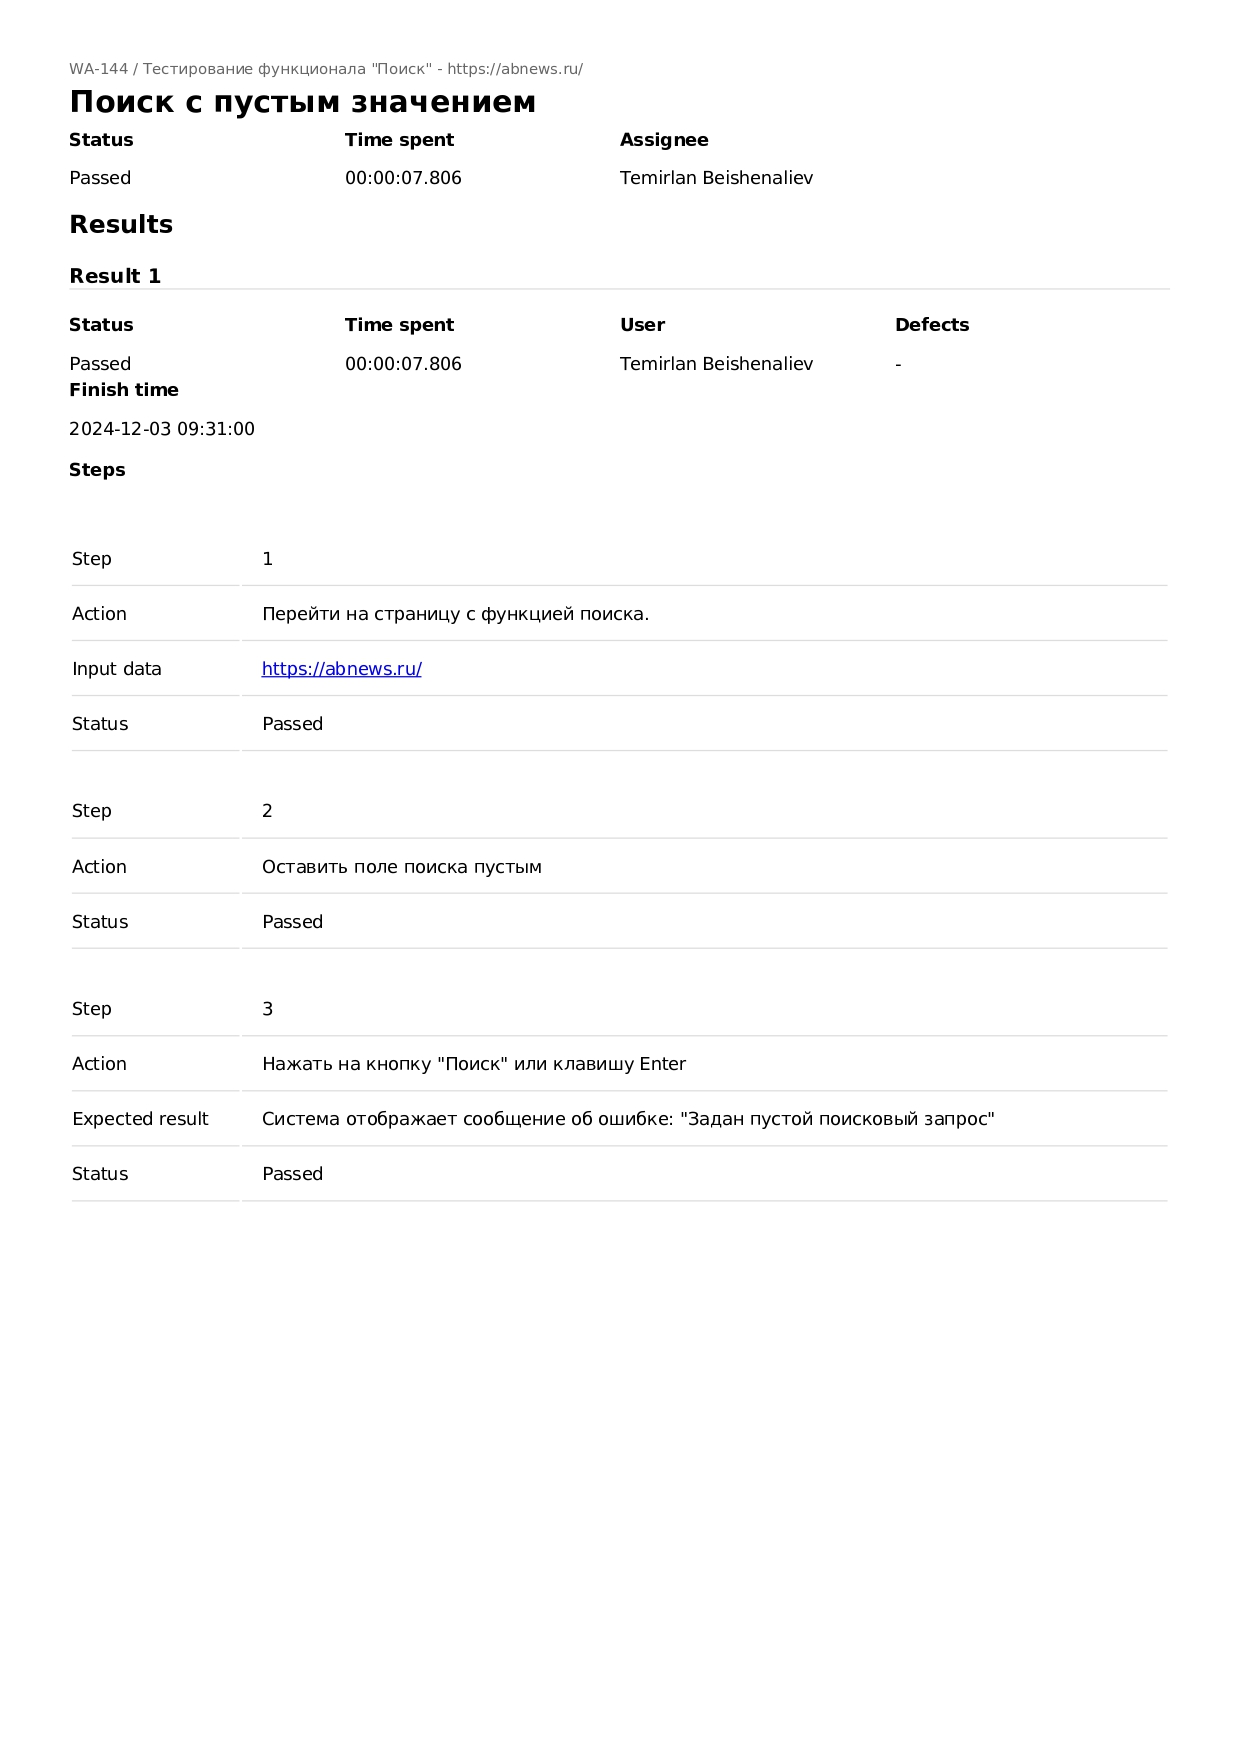 WA-144 / Тестирование функционала "Поиск" - https://abnews.ru/
Поиск с пустым значением
Status Time spent Assignee
Passed 00:00:07.806 Temirlan Beishenaliev
Results
Result 1
Status Time spent User Defects
Passed 00:00:07.806 Temirlan Beishenaliev -
Finish time
2024-12-03 09:31:00
Steps
Step 1
Action Перейти на страницу с функцией поиска.
Input data https://abnews.ru/
Status Passed
Step 2
Action Оставить поле поиска пустым
Status Passed
Step 3
Action Нажать на кнопку "Поиск" или клавишу Enter
Expected result Система отображает сообщение об ошибке: "Задан пустой поисковый запрос"
Status Passed